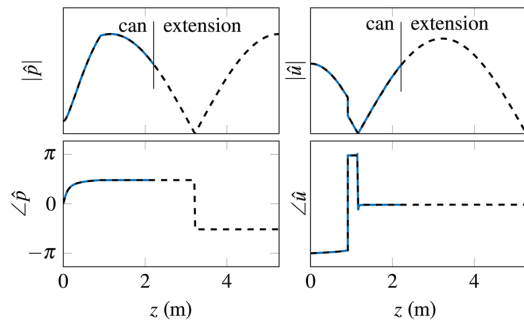 can extension
can extension
|p̂|
|û|
π
0
−π
∠p̂
∠û
0 2 4
0 2 4
z (m)
z (m)